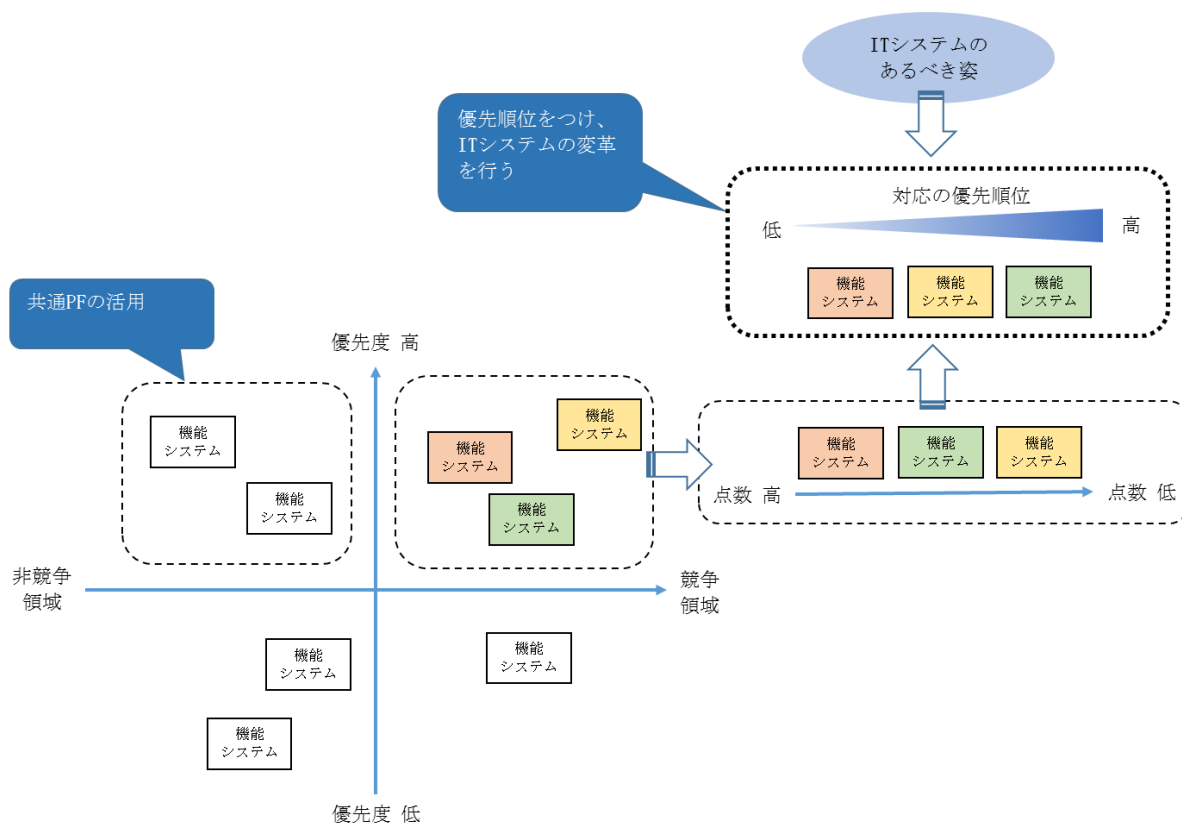 ITシステムの
あるべき姿
優先順位をつけ、
ITシステムの変革
を行う
対応の優先順位
低
高
機能
システム
機能
システム
機能
システム
共通PFの活用
優先度 高
機能
システム
機能
システム
機能
システム
機能
システム
機能
システム
機能
システム
機能
システム
機能
システム
点数 高
点数 低
非競争
領域
競争
領域
機能
システム
機能
システム
機能
システム
優先度 低